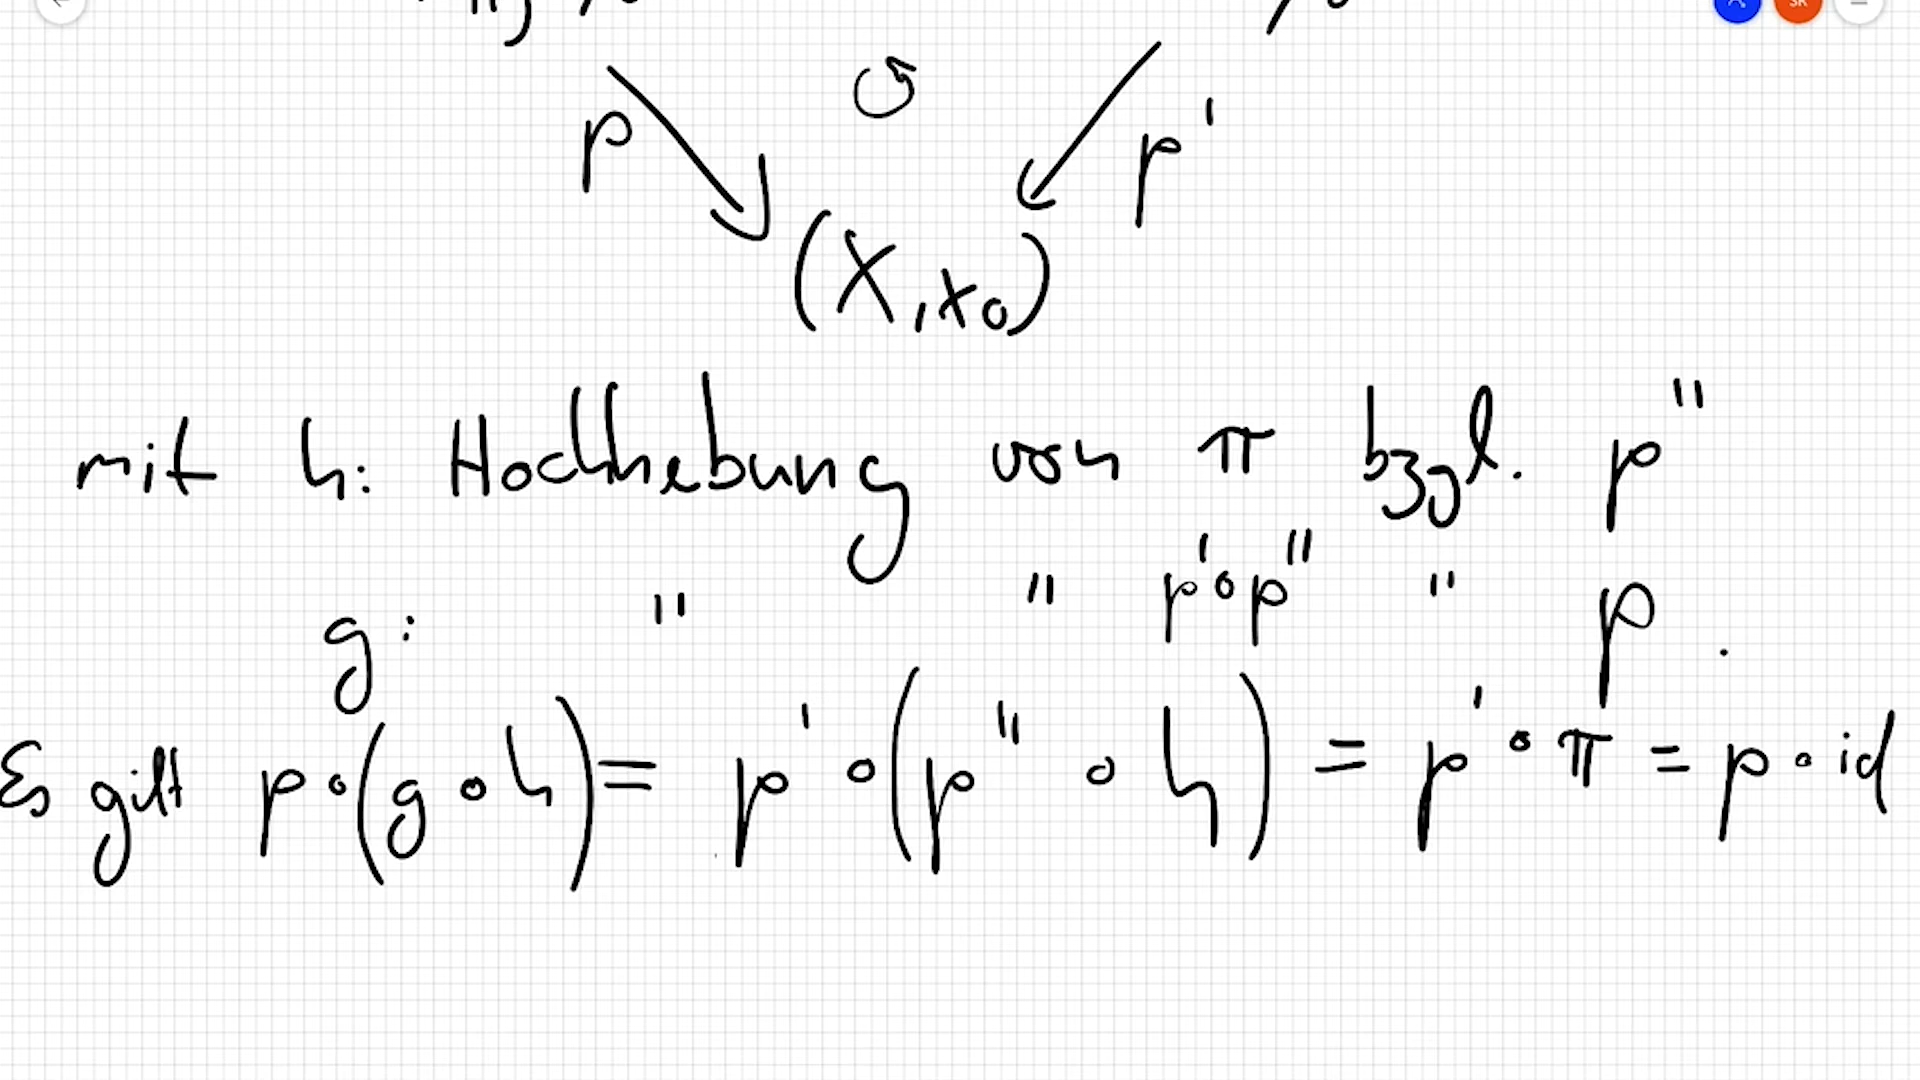 p ↺ p'
(X, x₀)
mit h: Hochhebung von π bzgl. p"
g: " " p'∘p" " p.
Es gilt p∘(g∘h) = p'∘(p"∘h) = p'∘π = p∘id